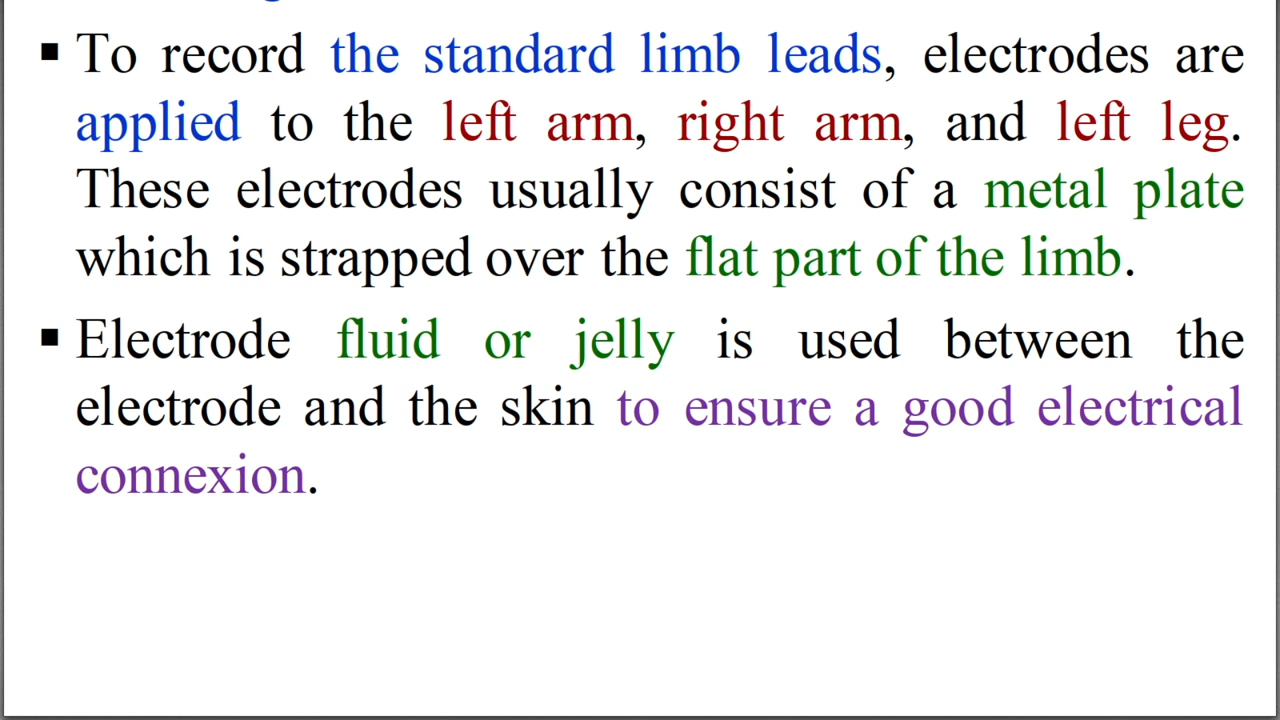 ▪ To record the standard limb leads, electrodes are
applied to the left arm, right arm, and left leg.
These electrodes usually consist of a metal plate
which is strapped over the flat part of the limb.
▪ Electrode fluid or jelly is used between the
electrode and the skin to ensure a good electrical
connexion.